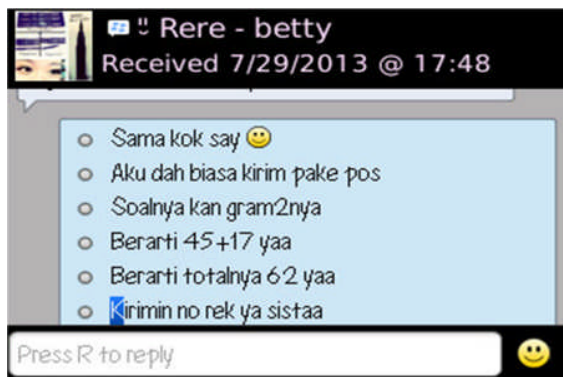 Rere - betty
Received 7/29/2013 @ 17:48
Sama kok say
Aku dah biasa kirim pake pos
Soalnya kan gram2nya
Berarti 45+17 yaa
Berarti totalnya 62 yaa
Kirimin no rek ya sistaa
Press R to reply